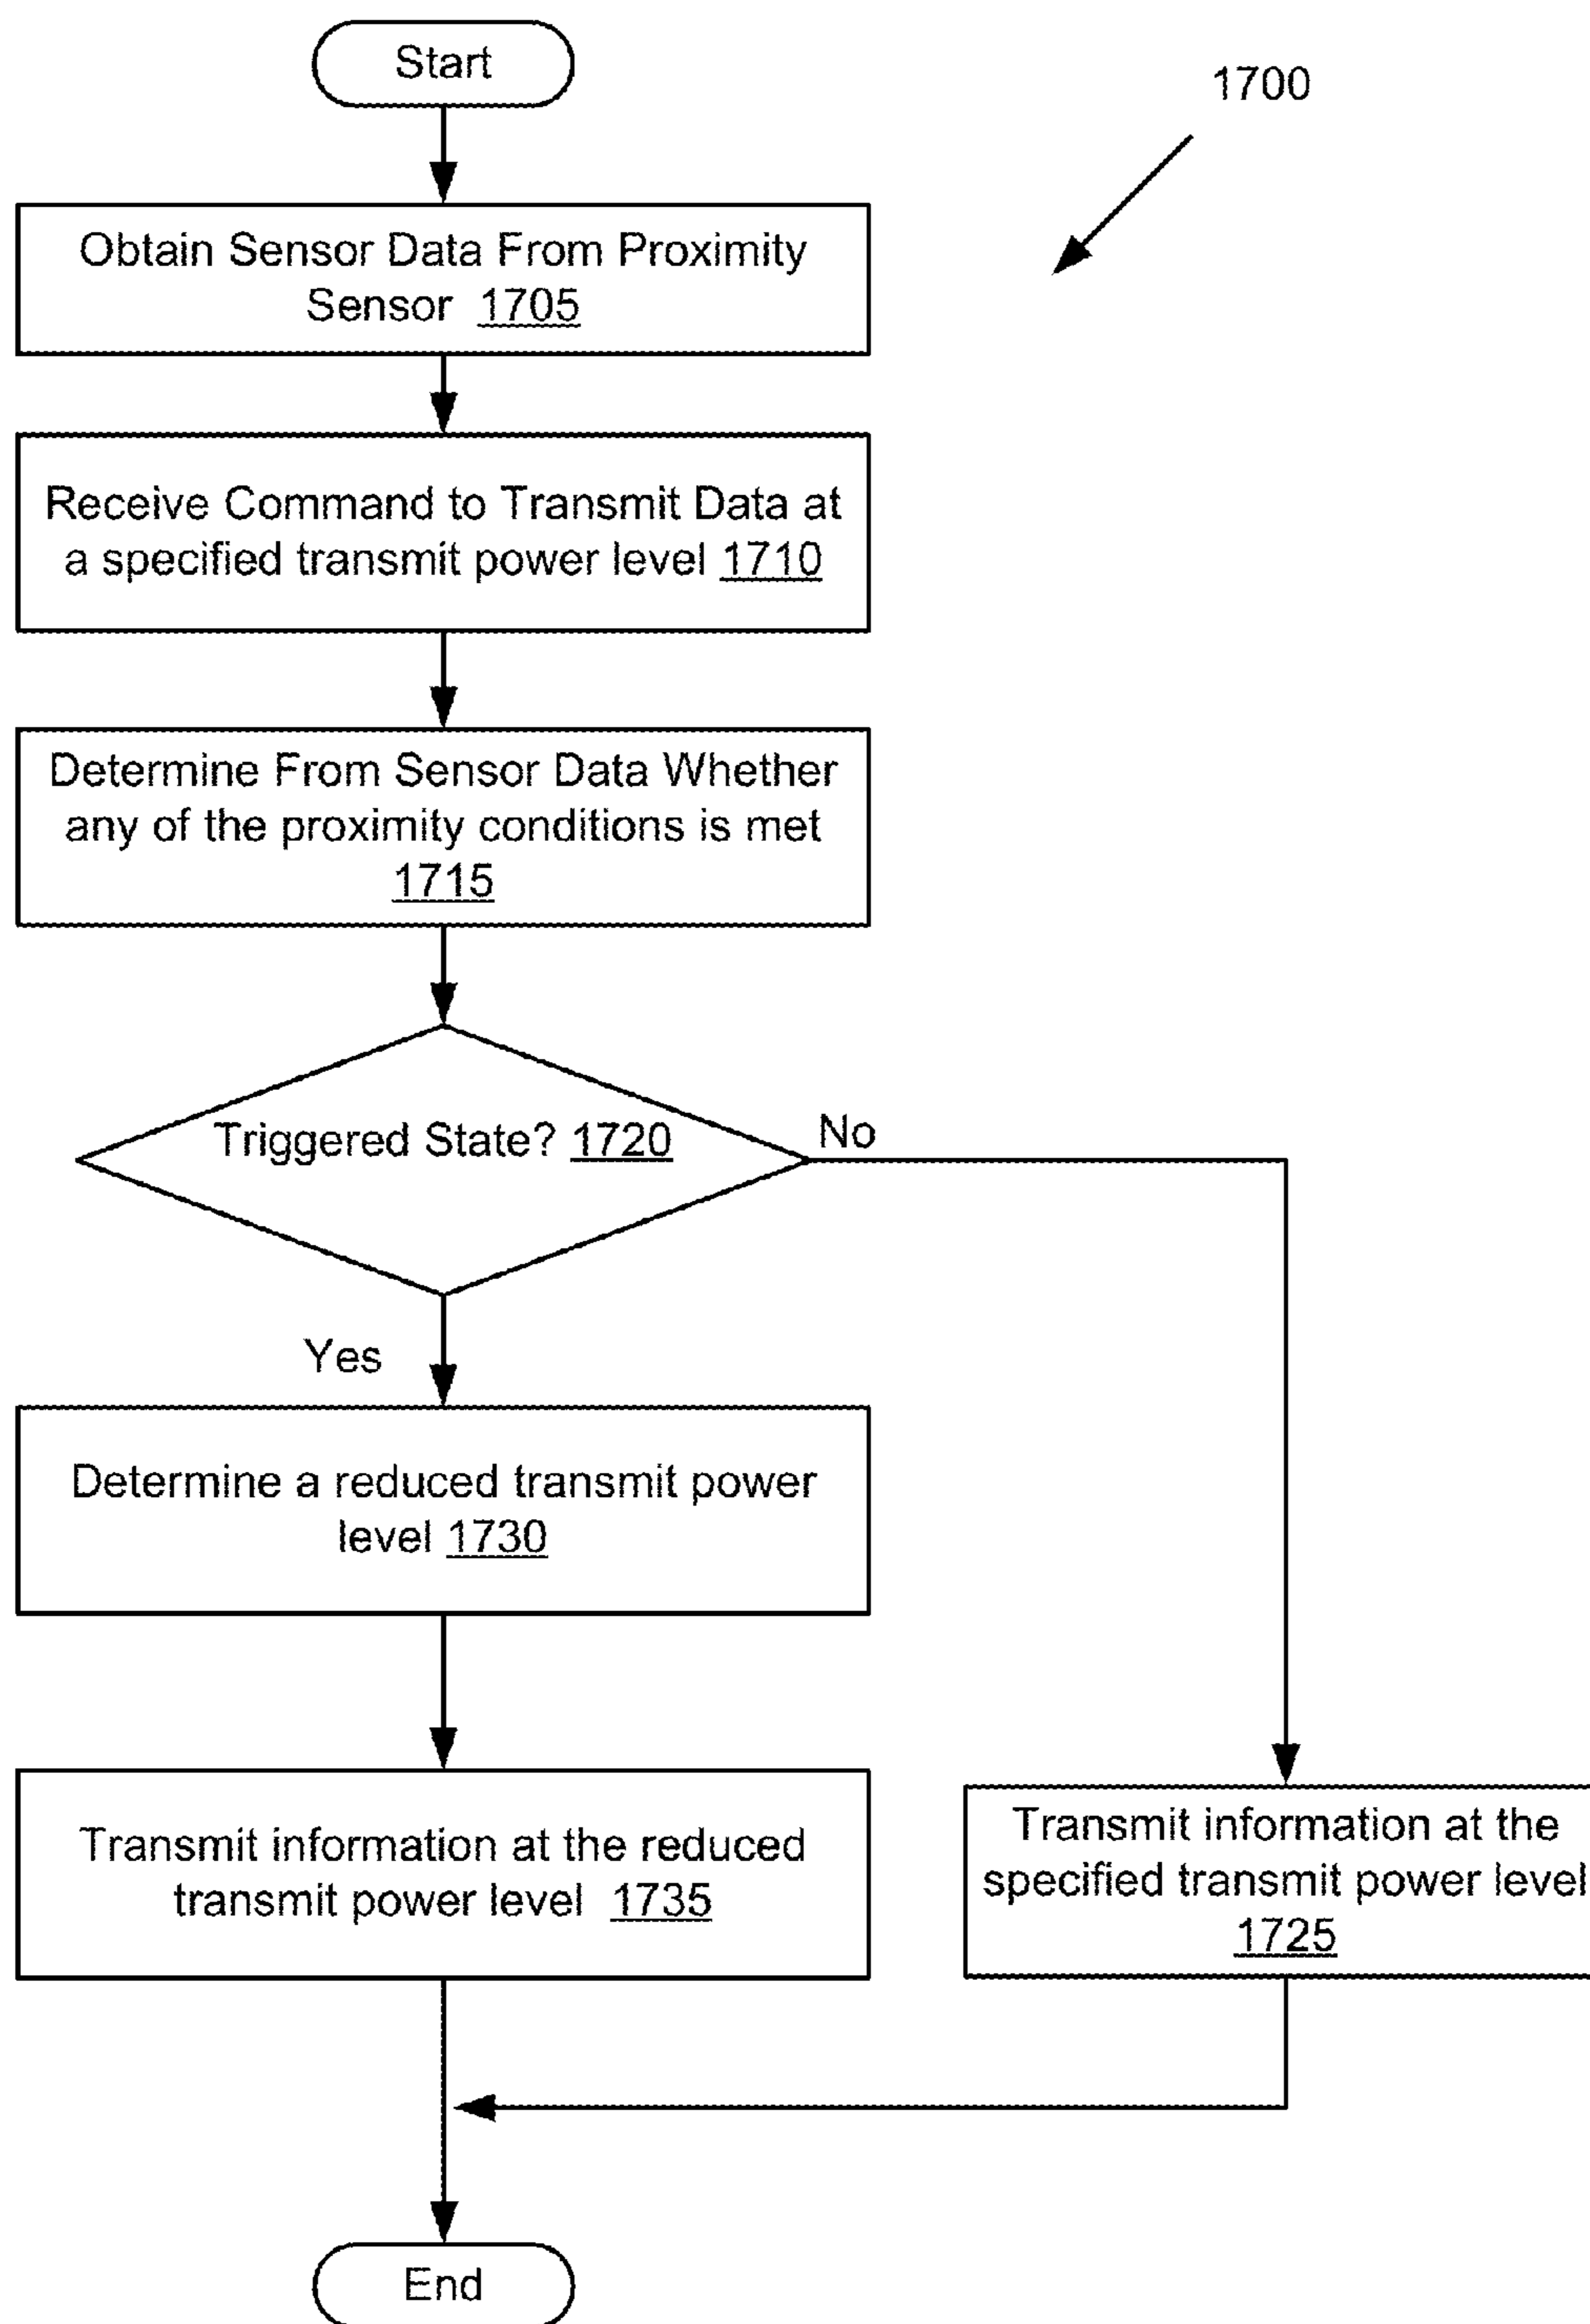 Start
1700
Obtain Sensor Data From Proximity
Sensor 1705
Receive Command to Transmit Data at
a specified transmit power level 1710
Determine From Sensor Data Whether
any of the proximity conditions is met
1715
Triggered State? 1720
No
Yes
Determine a reduced transmit power
level 1730
Transmit information at the reduced
transmit power level 1735
Transmit information at the
specified transmit power level
1725
End